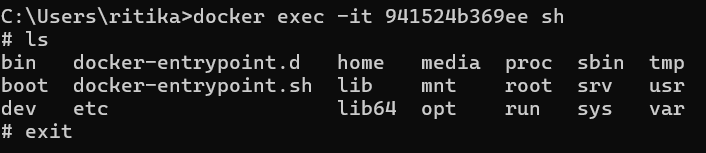 C:\Users\ritika>docker exec -it 941524b369ee sh
# ls
bin   docker-entrypoint.d   home   media  proc  sbin  tmp
boot  docker-entrypoint.sh  lib    mnt    root  srv   usr
dev   etc                   lib64  opt    run   sys   var
# exit